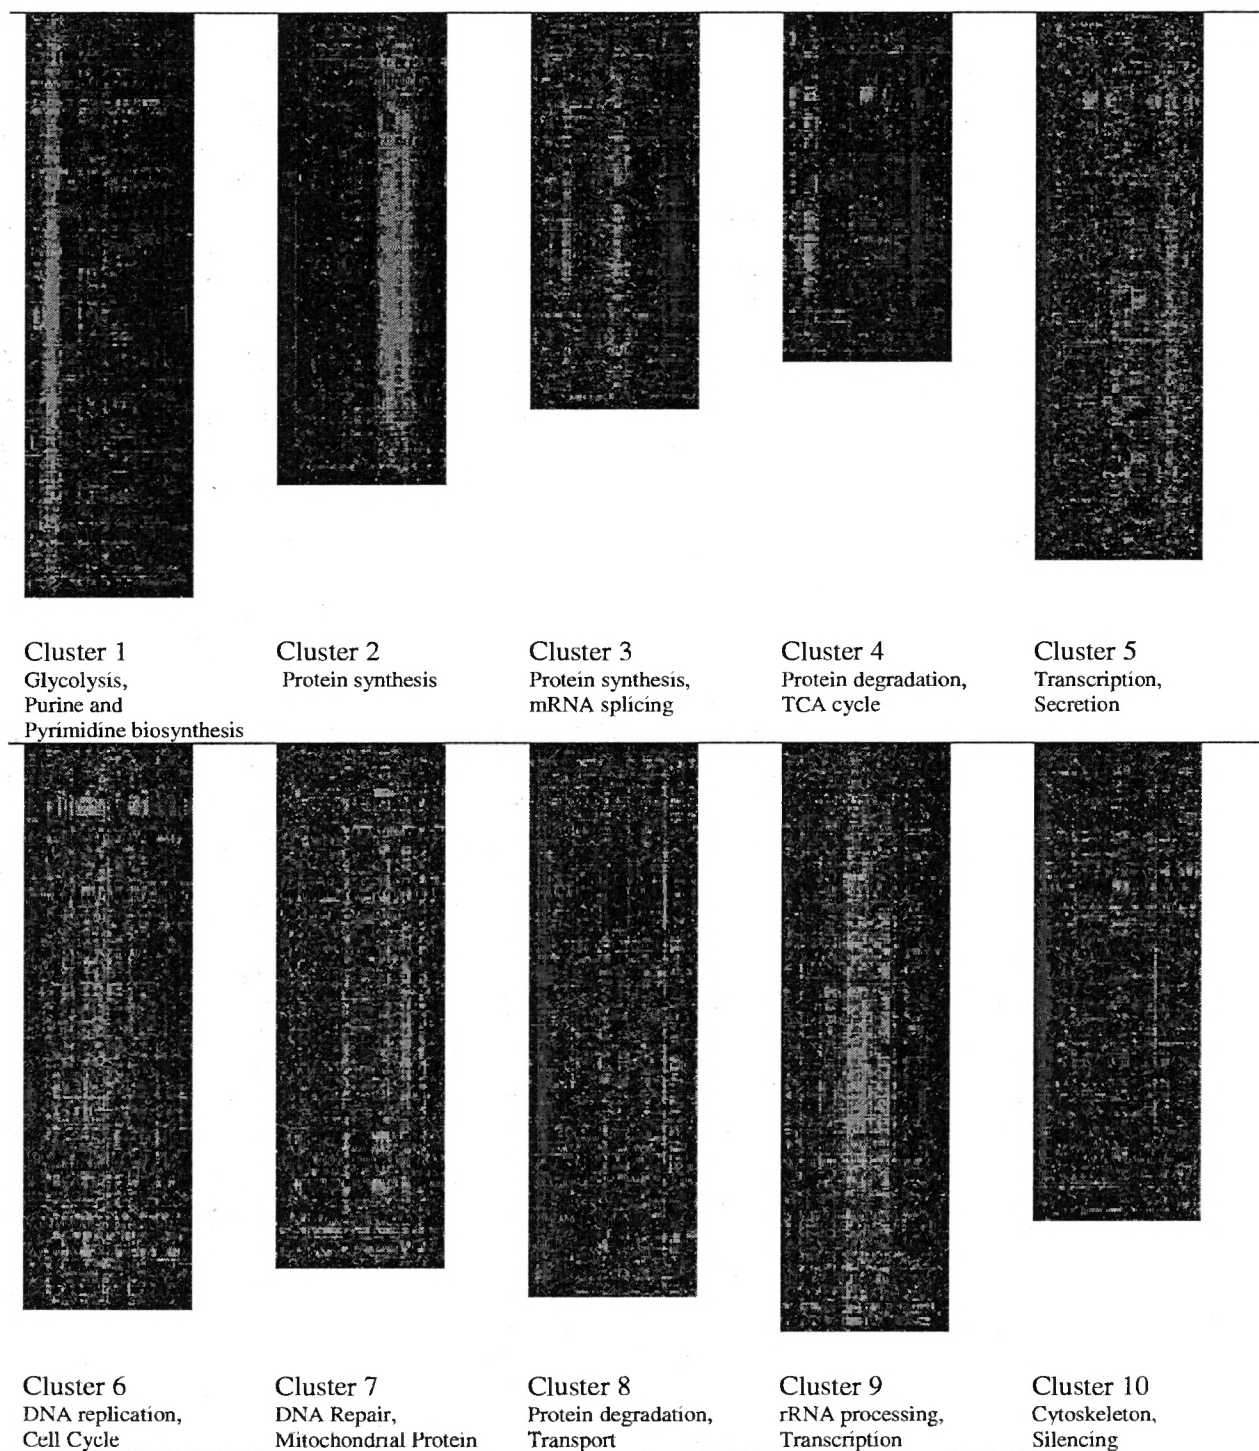 Cluster 1
Glycolysis,
Purine and
Pyrimidine biosynthesis
Cluster 2
Protein synthesis
Cluster 3
Protein synthesis,
mRNA splicing
Cluster 4
Protein degradation,
TCA cycle
Cluster 5
Transcription,
Secretion
Cluster 6
DNA replication,
Cell Cycle
Cluster 7
DNA Repair,
Mitochondrial Protein
Cluster 8
Protein degradation,
Transport
Cluster 9
rRNA processing,
Transcription
Cluster 10
Cytoskeleton,
Silencing